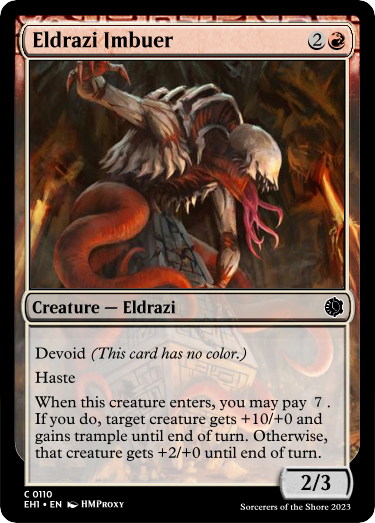 Eldrazi Imbuer 2
Creature — Eldrazi
Devoid (This card has no color.)
Haste
When this creature enters, you may pay 7 .
If you do, target creature gets +10/+0 and
gains trample until end of turn. Otherwise,
that creature gets +2/+0 until end of turn.
2/3
C 0110
EH1 • EN HMProxy
Sorcerers of the Shore 2023